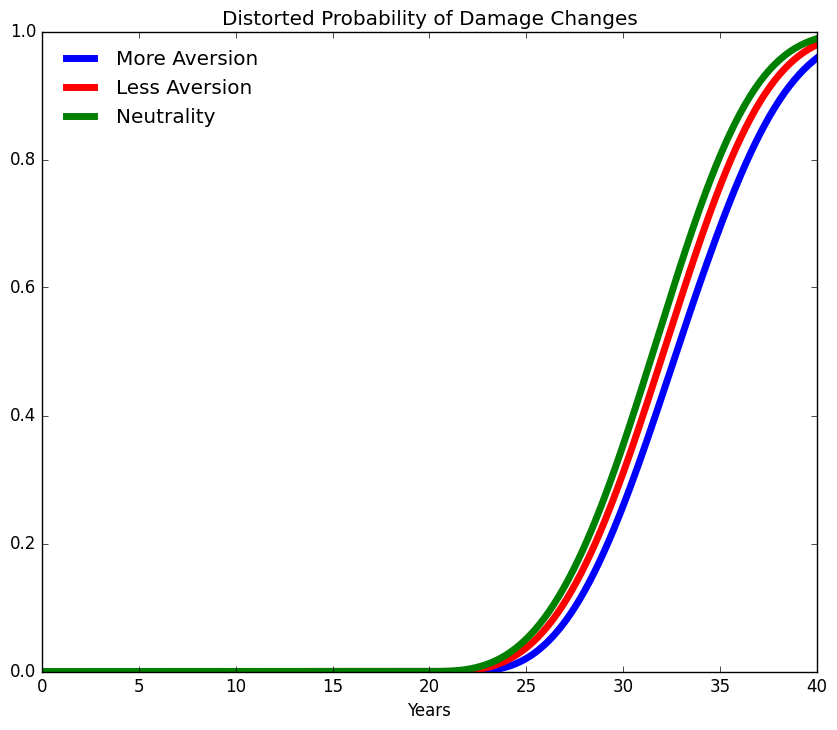 Distorted Probability of Damage Changes
1.0
More Aversion
Less Aversion
Neutrality
0.8
0.6
0.4
0.2
0.0
0 5 10 15 20 25 30 35 40
Years